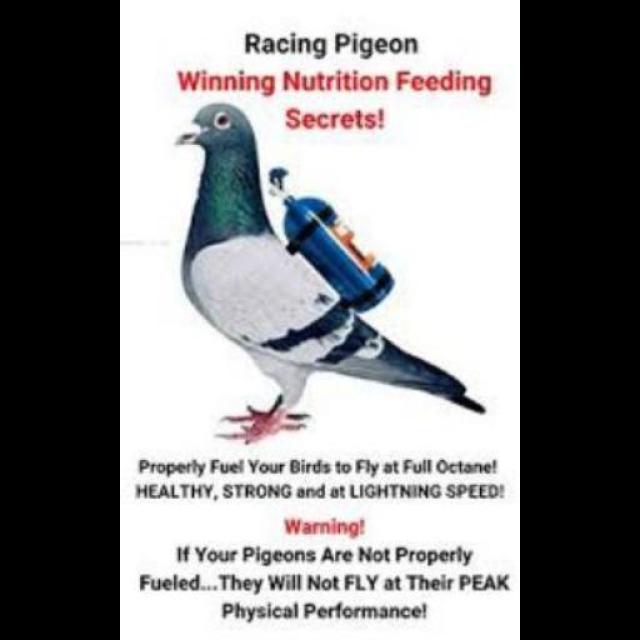 Racing Pigeon
Winning Nutrition Feeding
Secrets!
Properly Fuel Your Birds to Fly at Full Octane!
HEALTHY, STRONG and at LIGHTNING SPEED!
Warning!
If Your Pigeons Are Not Properly
Fueled...They Will Not FLY at Their PEAK
Physical Performance!